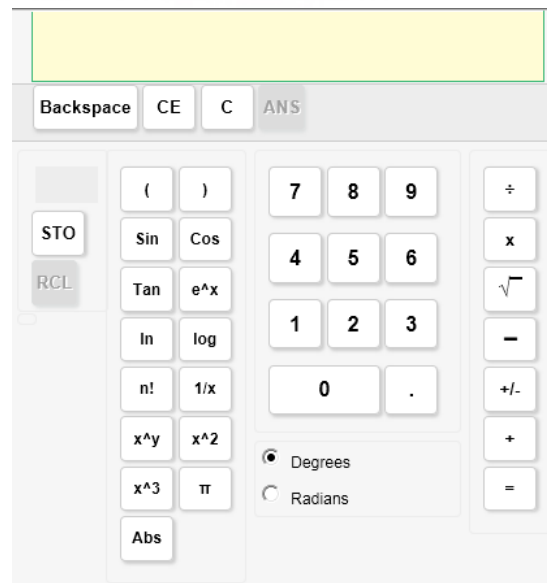 Backspace CE C ANS
( ) 7 8 9 ÷
STO Sin Cos 4 5 6 x
RCL Tan e^x √
ln log 1 2 3 −
n! 1/x 0 . +/-
x^y x^2 Degrees +
x^3 π Radians =
Abs